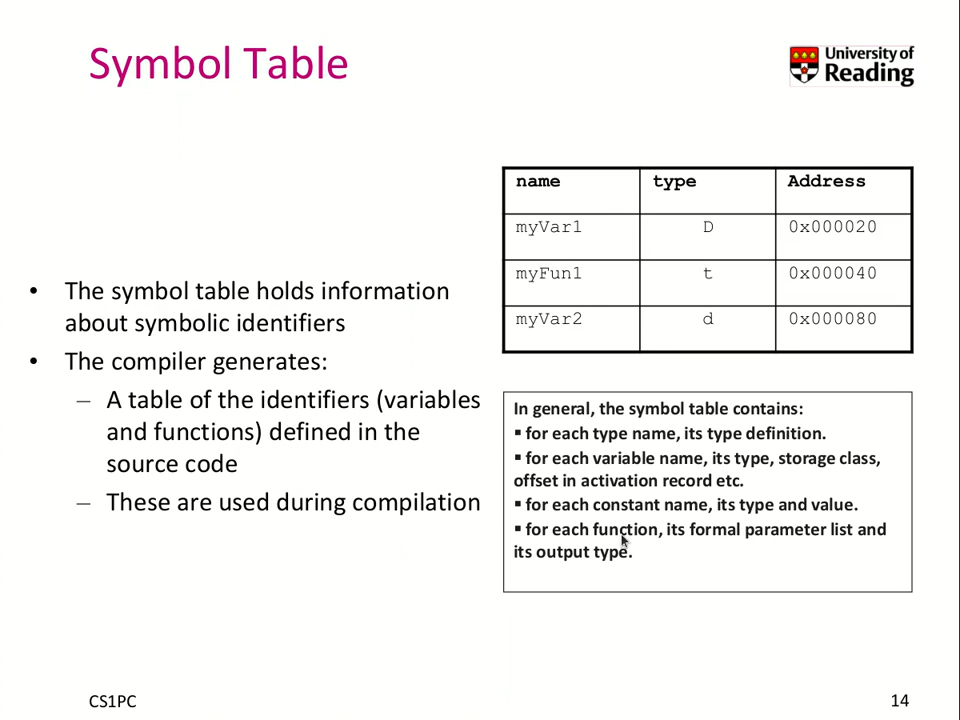 Symbol Table
University of
Reading
name type Address
myVar1 D 0x000020
myFun1 t 0x000040
myVar2 d 0x000080
• The symbol table holds information
about symbolic identifiers
• The compiler generates:
– A table of the identifiers (variables
and functions) defined in the
source code
– These are used during compilation
In general, the symbol table contains:
▪ for each type name, its type definition.
▪ for each variable name, its type, storage class,
offset in activation record etc.
▪ for each constant name, its type and value.
▪ for each function, its formal parameter list and
its output type.
CS1PC
14